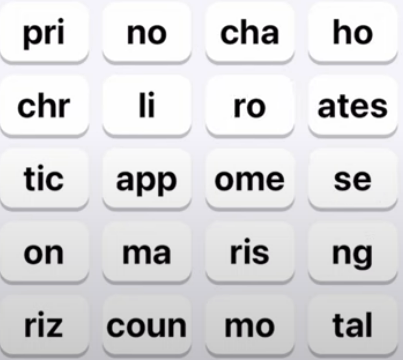 pri no cha ho
chr li ro ates
tic app ome se
on ma ris ng
riz coun mo tal